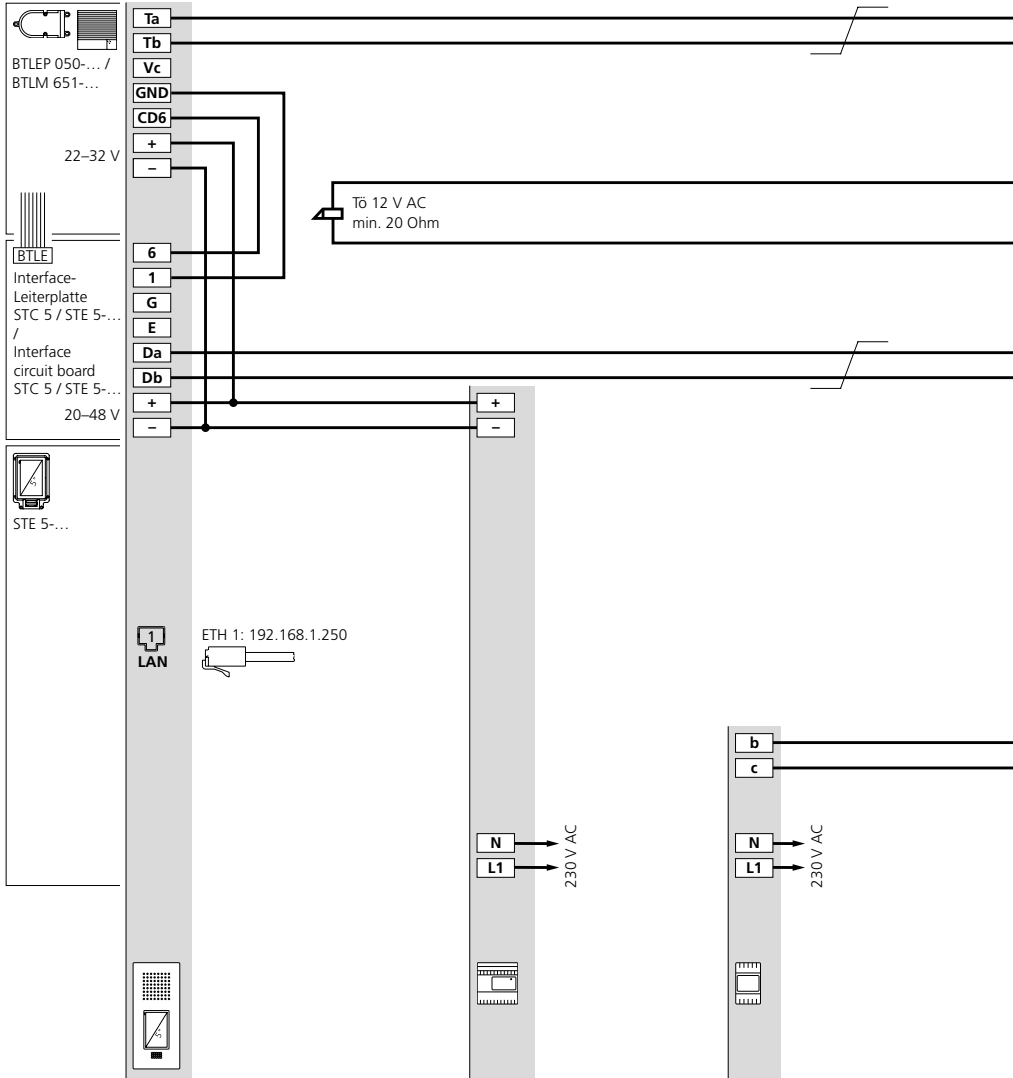 Ta
Tb
BTLEP 050-… /
BTLM 651-…
Vc
GND
CD6
+
22–32 V
–
Tö 12 V AC
min. 20 Ohm
BTLE
6
Interface-
Leiterplatte
STC 5 / STE 5-…
/
Interface
circuit board
STC 5 / STE 5-…
20–48 V
1
G
E
Da
Db
+
–
+
–
STE 5-…
1
LAN
ETH 1: 192.168.1.250
b
c
N
L1
230 V AC
N
L1
230 V AC